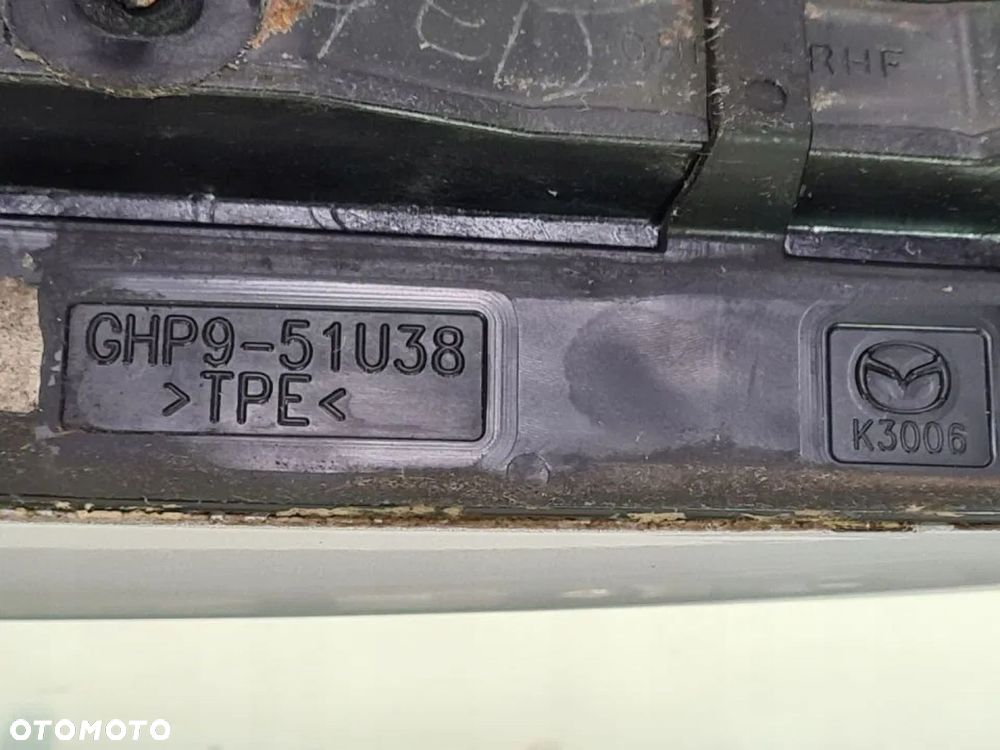 RHF
GHP9-51U38
>TPE<
K3006
OTOMOTO